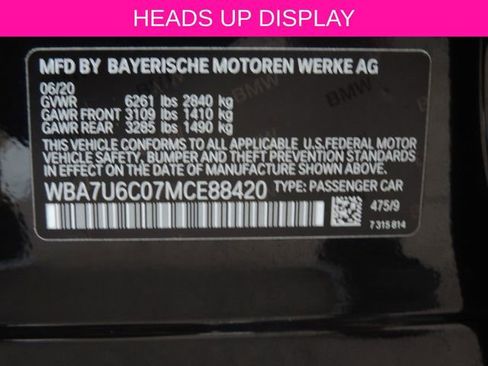 HEADS UP DISPLAY
MFD BY BAYERISCHE MOTOREN WERKE AG
06/20
GVWR 6261 lbs 2840 kg
GAWR FRONT 3109 lbs 1410 kg
GAWR REAR 3285 lbs 1490 kg
THIS VEHICLE CONFORMS TO ALL APPLICABLE U.S.FEDERAL MOTOR
VEHICLE SAFETY, BUMPER, AND THEFT PREVENTION STANDARDS
IN EFFECT ON THE DATE OF MANUFACTURE SHOWN ABOVE.
WBA7U6C07MCE88420 TYPE: PASSENGER CAR
475/9
7315814